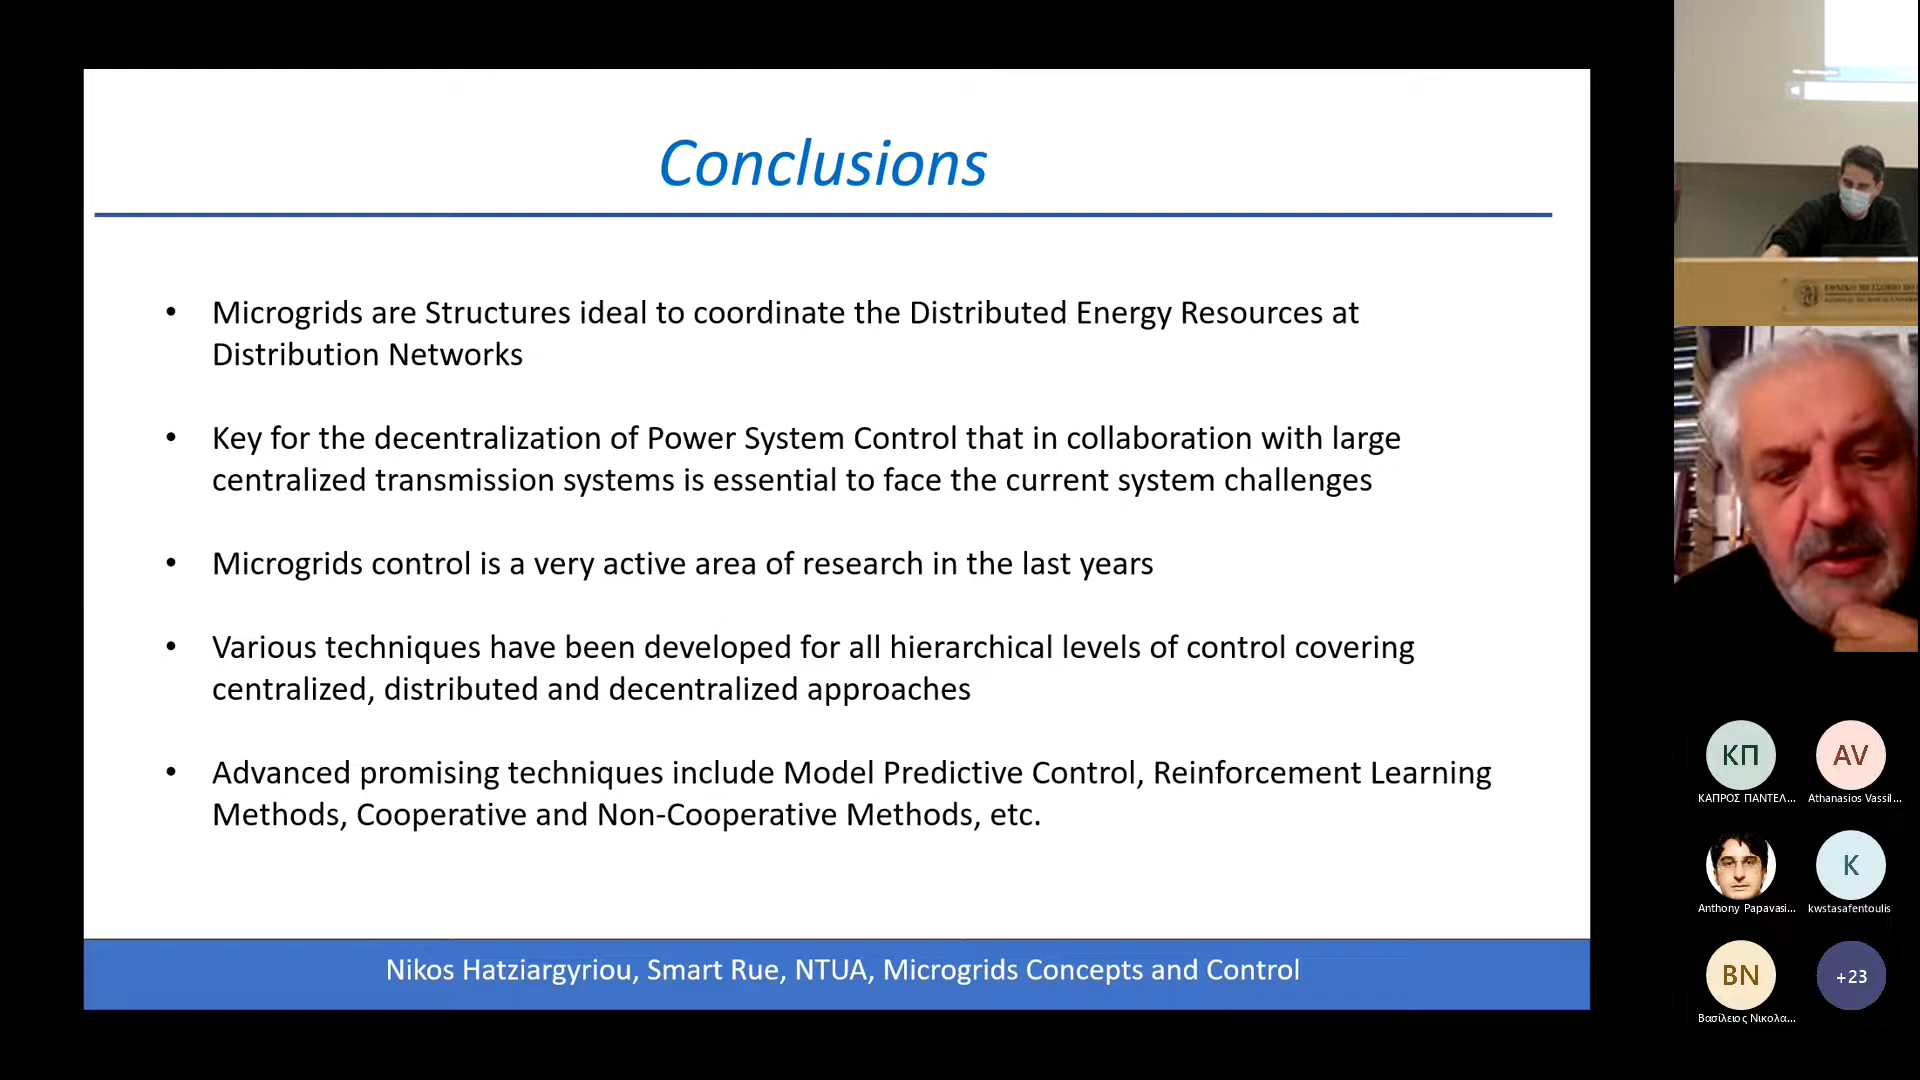 Conclusions
• Microgrids are Structures ideal to coordinate the Distributed Energy Resources at
Distribution Networks
• Key for the decentralization of Power System Control that in collaboration with large
centralized transmission systems is essential to face the current system challenges
• Microgrids control is a very active area of research in the last years
• Various techniques have been developed for all hierarchical levels of control covering
centralized, distributed and decentralized approaches
• Advanced promising techniques include Model Predictive Control, Reinforcement Learning
Methods, Cooperative and Non-Cooperative Methods, etc.
Nikos Hatziargyriou, Smart Rue, NTUA, Microgrids Concepts and Control
ΕΘΝΙΚΟ ΜΕΤΣΟΒΙΟ ΠΟ
ΚΠ
ΚΑΠΡΟΣ ΠΑΝΤΕΛ...
AV
Athanasios Vassil...
Anthony Papavasi...
K
kwstasafentoulis
BN
Βασίλειος Νικολα...
+23